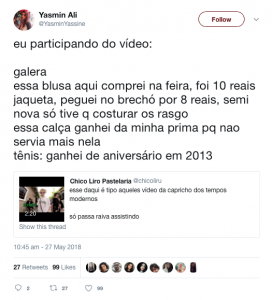 Yasmin Ali
@YasminYassine
Follow
eu participando do vídeo:
galera
essa blusa aqui comprei na feira, foi 10 reais
jaqueta, peguei no brechó por 8 reais, semi
nova só tive q costurar os rasgo
essa calça ganhei da minha prima pq nao
servia mais nela
tênis: ganhei de aniversário em 2013
Chico Liro Pastelaria @chicoliru
esse daqui é tipo aqueles vídeo da capricho dos tempos
modernos
só passa raiva assistindo
2:20
Show this thread
10:45 am - 27 May 2018
27 Retweets 99 Likes
2
27
99